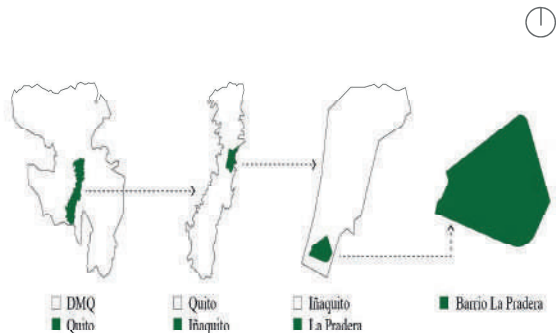 DMQ
Quito
Quito
Iñaquito
Iñaquito
La Pradera
Barrio La Pradera